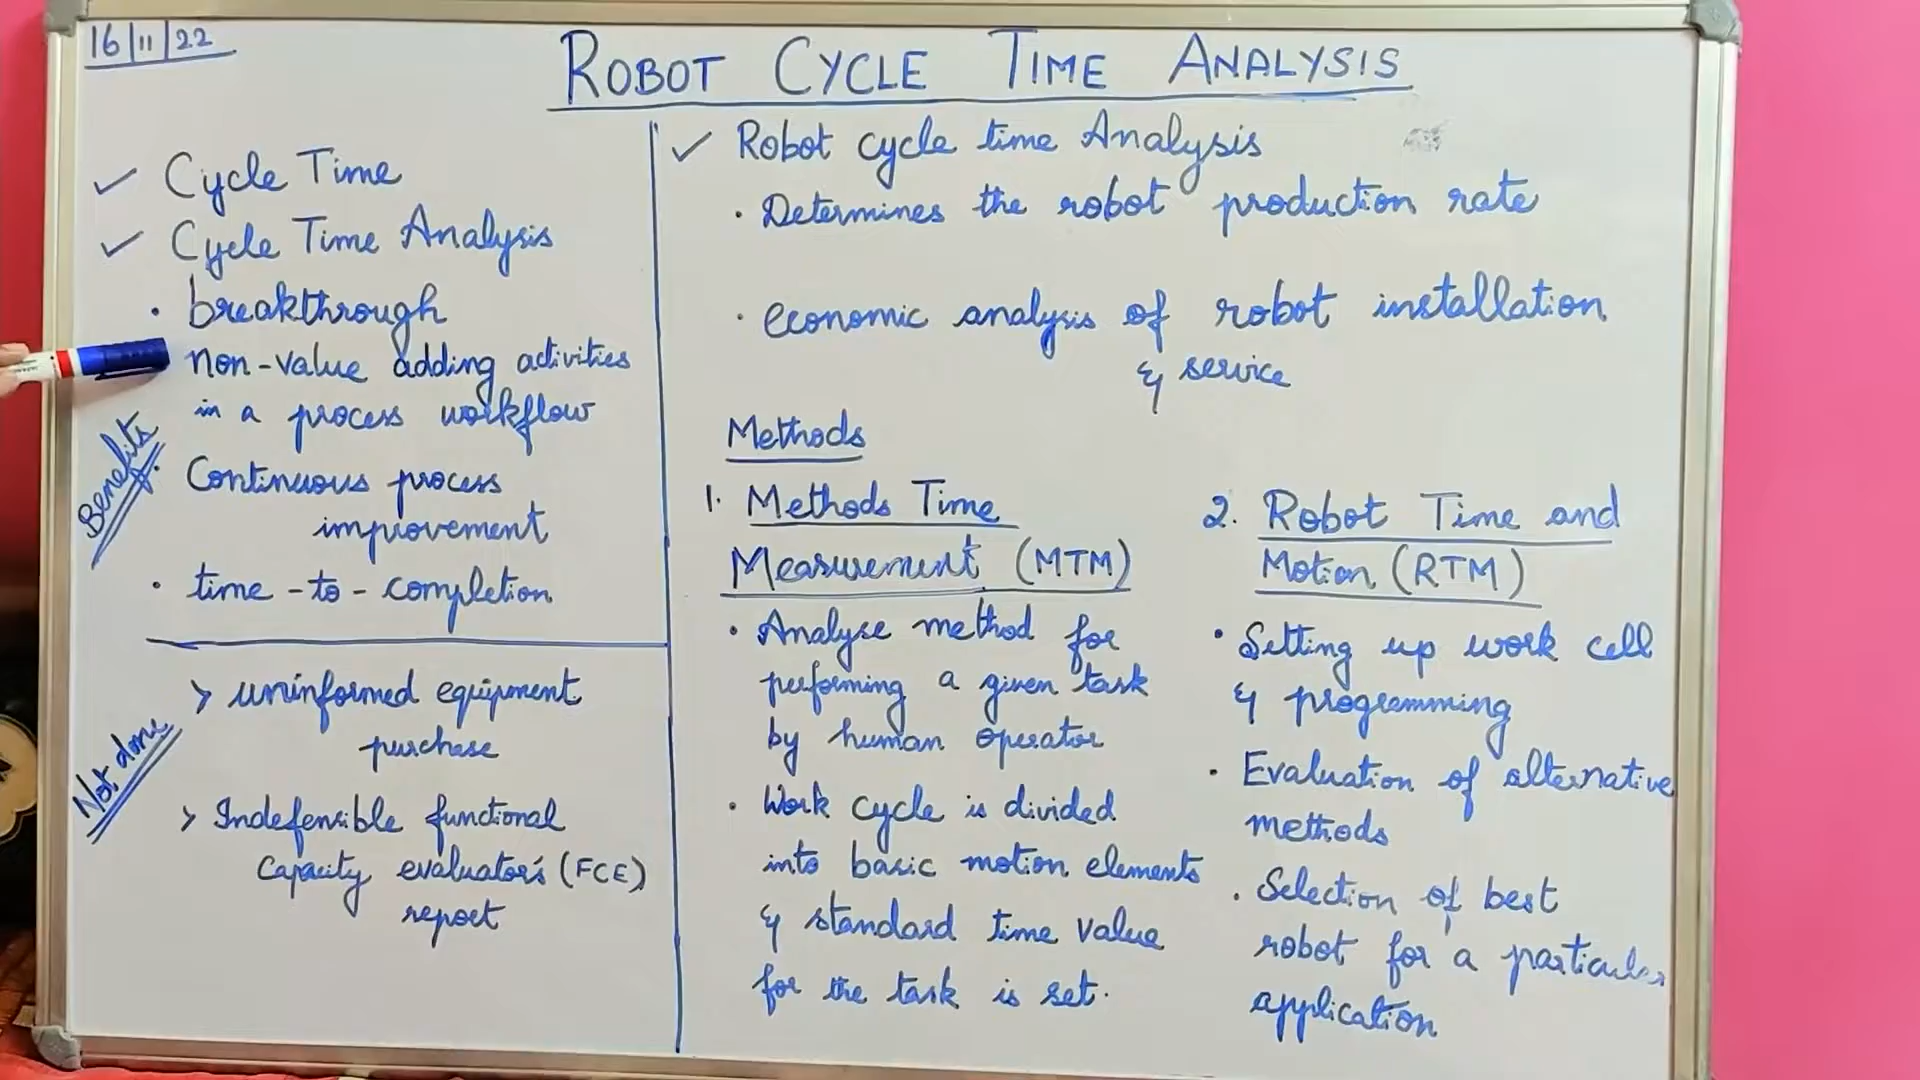 16/11/22
ROBOT CYCLE TIME ANALYSIS
✓ Cycle Time
✓ Cycle Time Analysis
· breakthrough
non-value adding activities
in a process workflow
Benefits
· Continuous process
improvement
· time-to-completion
Not done
> uninformed equipment
purchase
> Indefensible functional
capacity evaluator's (FCE)
report
✓ Robot cycle time Analysis
· Determines the robot production rate
· economic analysis of robot installation
& service
Methods
1. Methods Time
Measurement (MTM)
· Analyse method for
performing a given task
by human operator
· Work cycle is divided
into basic motion elements
& standard time value
for the task is set.
2. Robot Time and
Motion (RTM)
· Setting up work cell
& programming
· Evaluation of alternative
methods
· Selection of best
robot for a particular
application